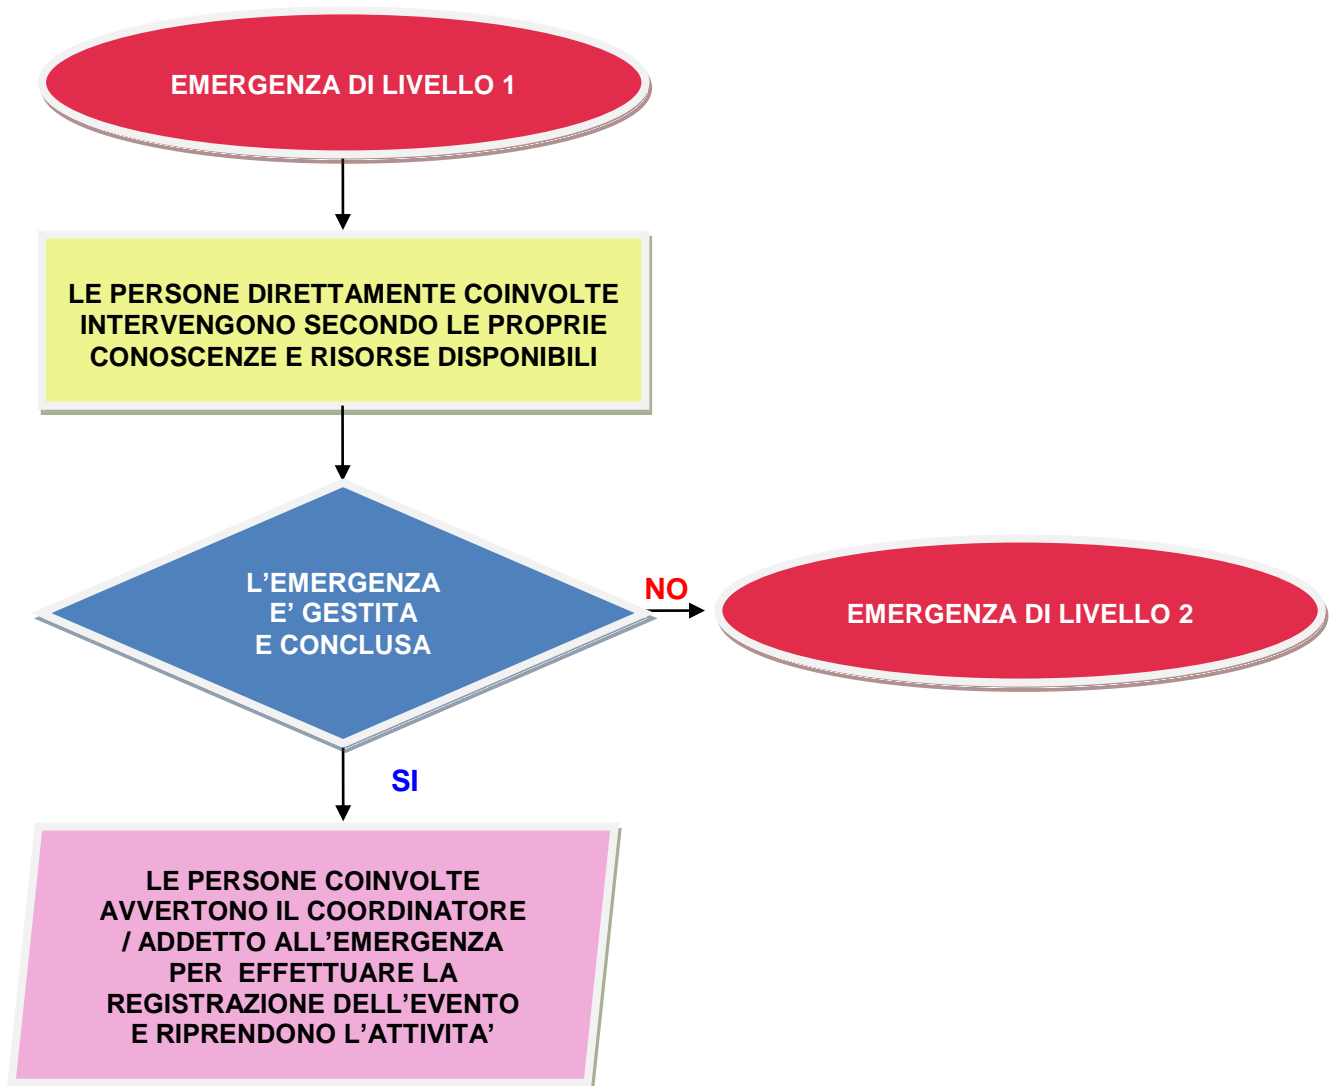 EMERGENZA DI LIVELLO 1
LE PERSONE DIRETTAMENTE COINVOLTE
INTERVENGONO SECONDO LE PROPRIE
CONOSCENZE E RISORSE DISPONIBILI
L’EMERGENZA
E’ GESTITA
E CONCLUSA
NO
EMERGENZA DI LIVELLO 2
SI
LE PERSONE COINVOLTE
AVVERTONO IL COORDINATORE
/ ADDETTO ALL’EMERGENZA
PER EFFETTUARE LA
REGISTRAZIONE DELL’EVENTO
E RIPRENDONO L’ATTIVITA’